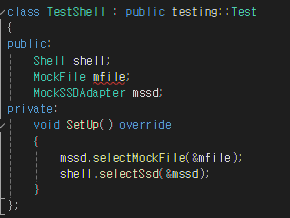 class TestShell : public testing::Test
{
public:
    Shell shell;
    MockFile mfile;
    MockSSDAdapter mssd;
private:
    void SetUp() override
    {
        mssd.selectMockFile(&mfile);
        shell.selectSsd(&mssd);
    }
};